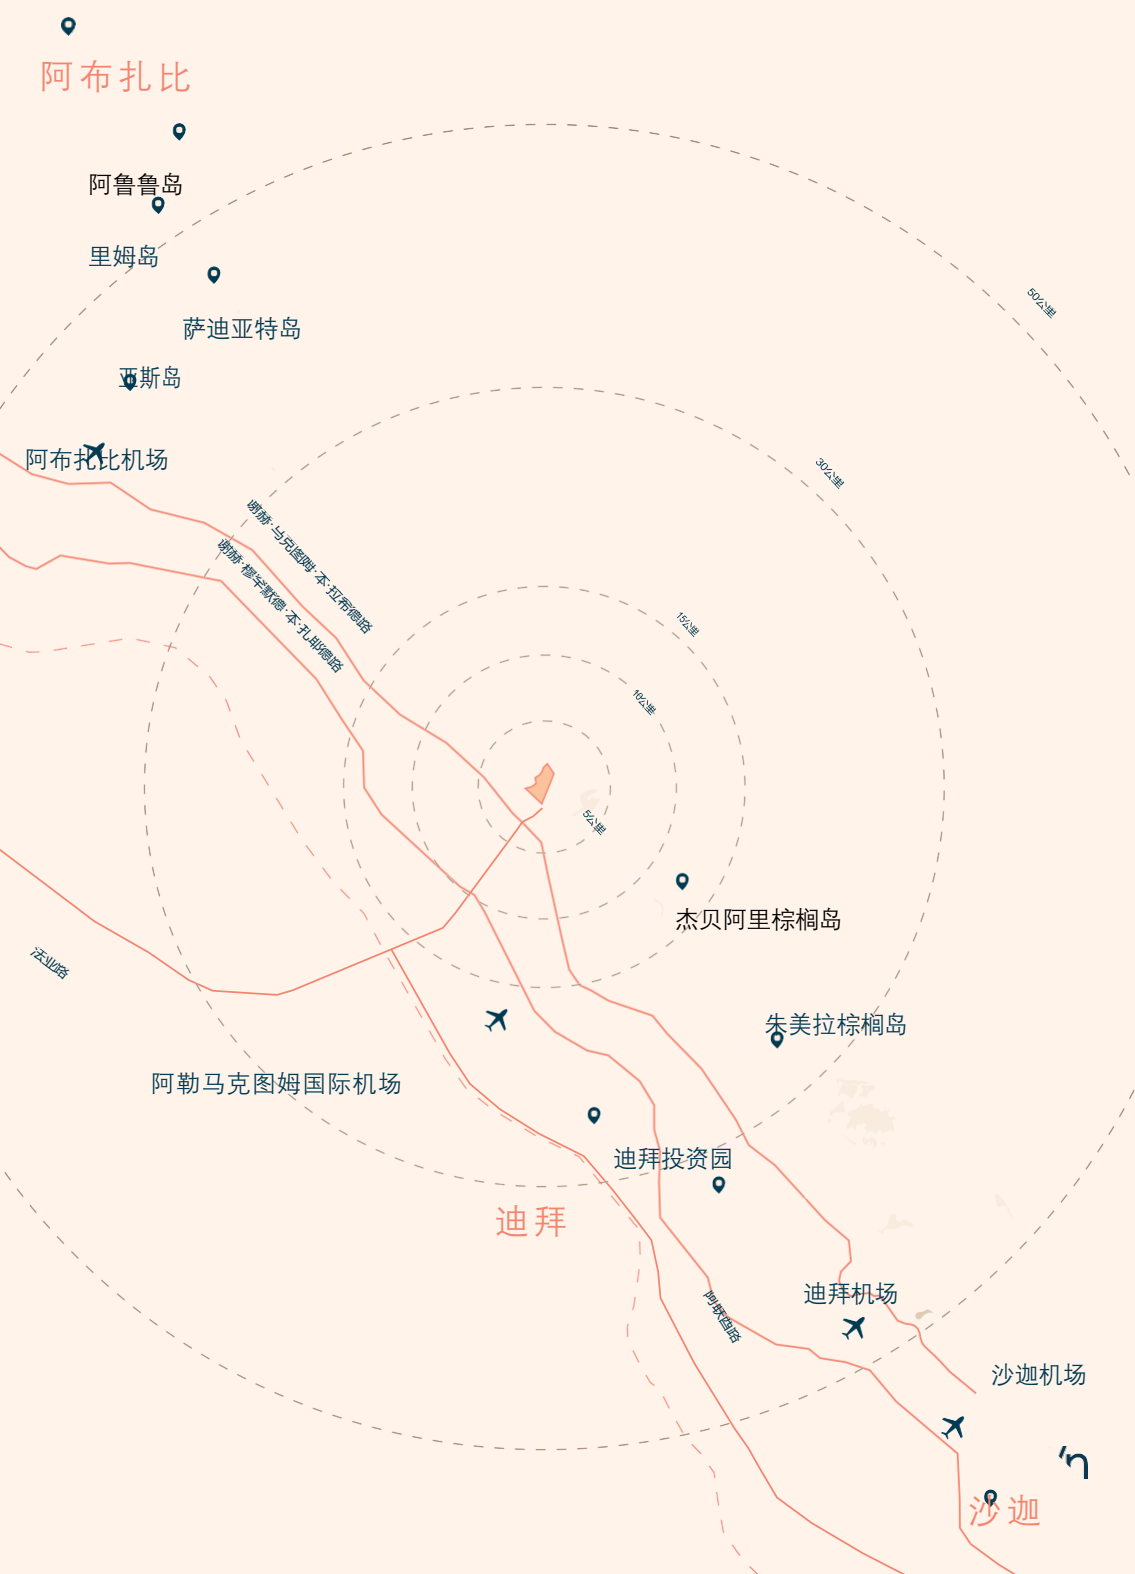 阿布扎比
阿鲁鲁岛
里姆岛
萨迪亚特岛
50公里
亚斯岛
阿布扎比机场
30公里
谢赫·马克图姆·本·拉希德路
谢赫·穆罕默德·本·扎耶德路
15公里
10公里
5公里
杰贝阿里棕榈岛
法业路
朱美拉棕榈岛
阿勒马克图姆国际机场
迪拜投资园
迪拜
迪拜机场
阿联酋路
沙迦机场
沙迦